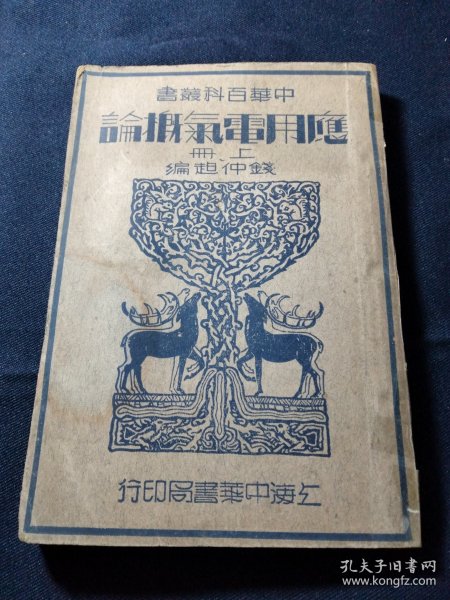 中華百科叢書
應用電氣概論
上冊
錢仲超編
上海中華書局印行
孔夫子旧书网
www.kongfz.com